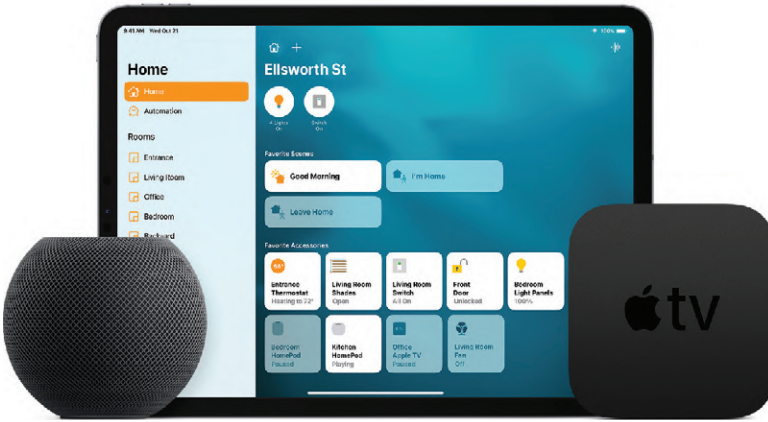 9:41 AM Wed Oct 21
100%
Home
Home
Automation
Rooms
Entrance
Living Room
Office
Bedroom
Backyard
Ellsworth St
4 Lights
On
Switch
On
Favorite Scenes
Good Morning
I'm Home
Leave Home
Favorite Accessories
Entrance
Thermostat
Heating to 72°
Living Room
Shades
Open
Living Room
Switch
All On
Front
Door
Unlocked
Bedroom
Light Panels
100%
Bedroom
HomePod
Paused
Kitchen
HomePod
Playing
Office
Apple TV
Paused
Living Room
Fan
Off
tv